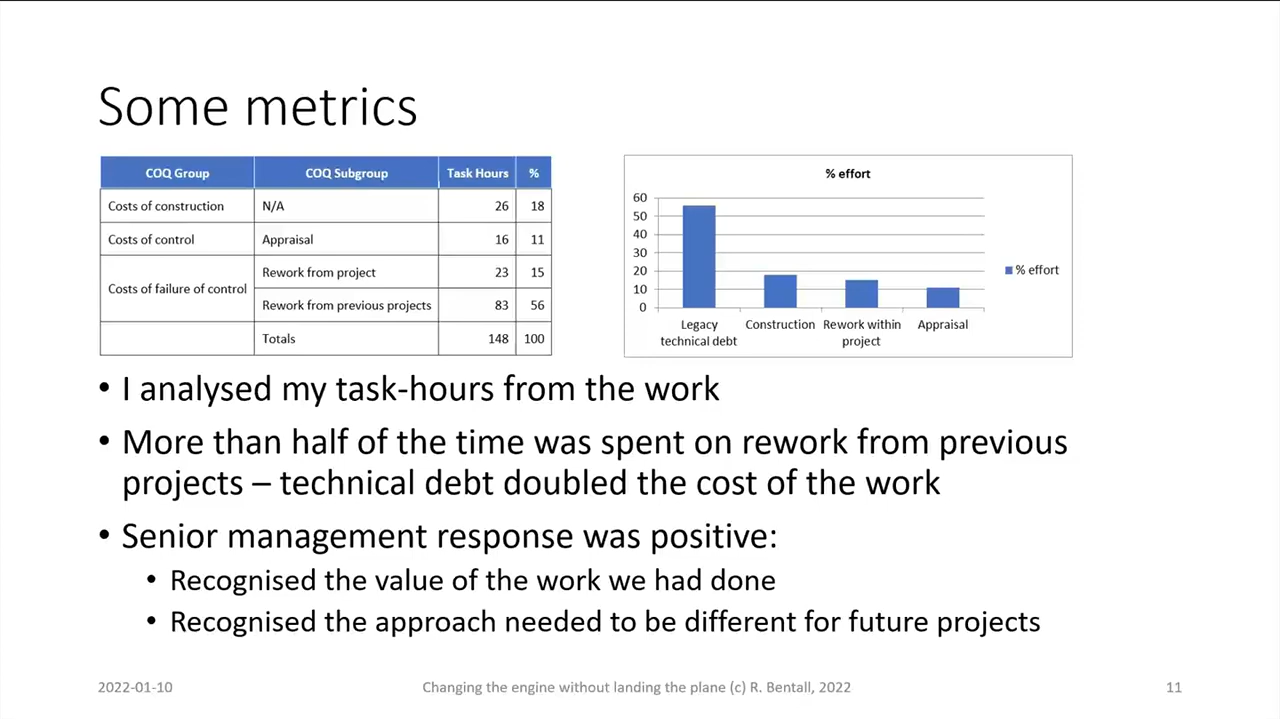 Some metrics
COQ Group COQ Subgroup Task Hours %
Costs of construction N/A 26 18
Costs of control Appraisal 16 11
Costs of failure of control Rework from project 23 15
Rework from previous projects 83 56
Totals 148 100
% effort
60
50
40
30
20
10
0
Legacy technical debt
Construction
Rework within project
Appraisal
% effort
• I analysed my task-hours from the work
• More than half of the time was spent on rework from previous
projects – technical debt doubled the cost of the work
• Senior management response was positive:
• Recognised the value of the work we had done
• Recognised the approach needed to be different for future projects
2022-01-10 Changing the engine without landing the plane (c) R. Bentall, 2022 11